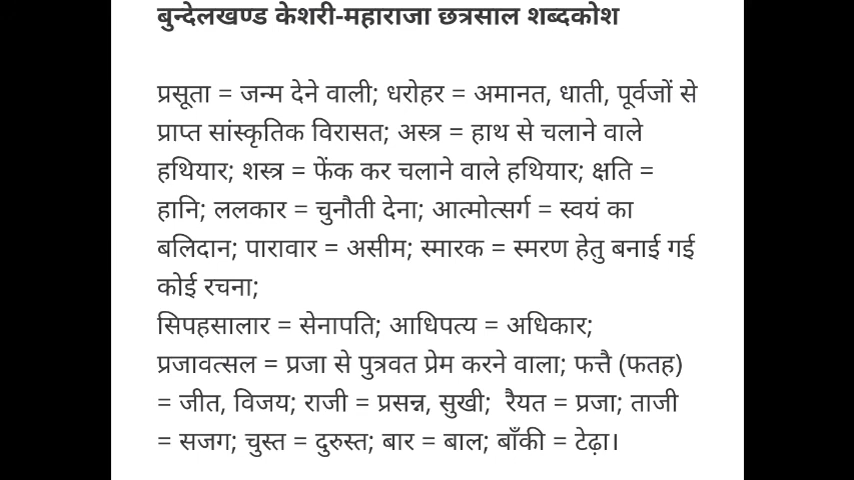 बुन्देलखण्ड केशरी-महाराजा छत्रसाल शब्दकोश
प्रसूता = जन्म देने वाली; धरोहर = अमानत, धाती, पूर्वजों से
प्राप्त सांस्कृतिक विरासत; अस्त्र = हाथ से चलाने वाले
हथियार; शस्त्र = फेंक कर चलाने वाले हथियार; क्षति =
हानि; ललकार = चुनौती देना; आत्मोत्सर्ग = स्वयं का
बलिदान; पारावार = असीम; स्मारक = स्मरण हेतु बनाई गई
कोई रचना;
सिपहसालार = सेनापति; आधिपत्य = अधिकार;
प्रजावत्सल = प्रजा से पुत्रवत प्रेम करने वाला; फत्तै (फतह)
= जीत, विजय; राजी = प्रसन्न, सुखी; रैयत = प्रजा; ताजी
= सजग; चुस्त = दुरुस्त; बार = बाल; बाँकी = टेढ़ा।